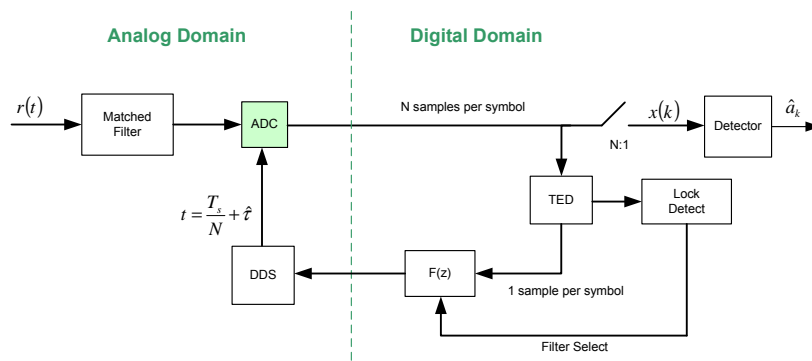 Analog Domain
Digital Domain
r(t)
Matched
Filter
ADC
N samples per symbol
N:1
x(k)
Detector
â_k
t = T_s/N + τ̂
TED
Lock
Detect
DDS
F(z)
1 sample per symbol
Filter Select